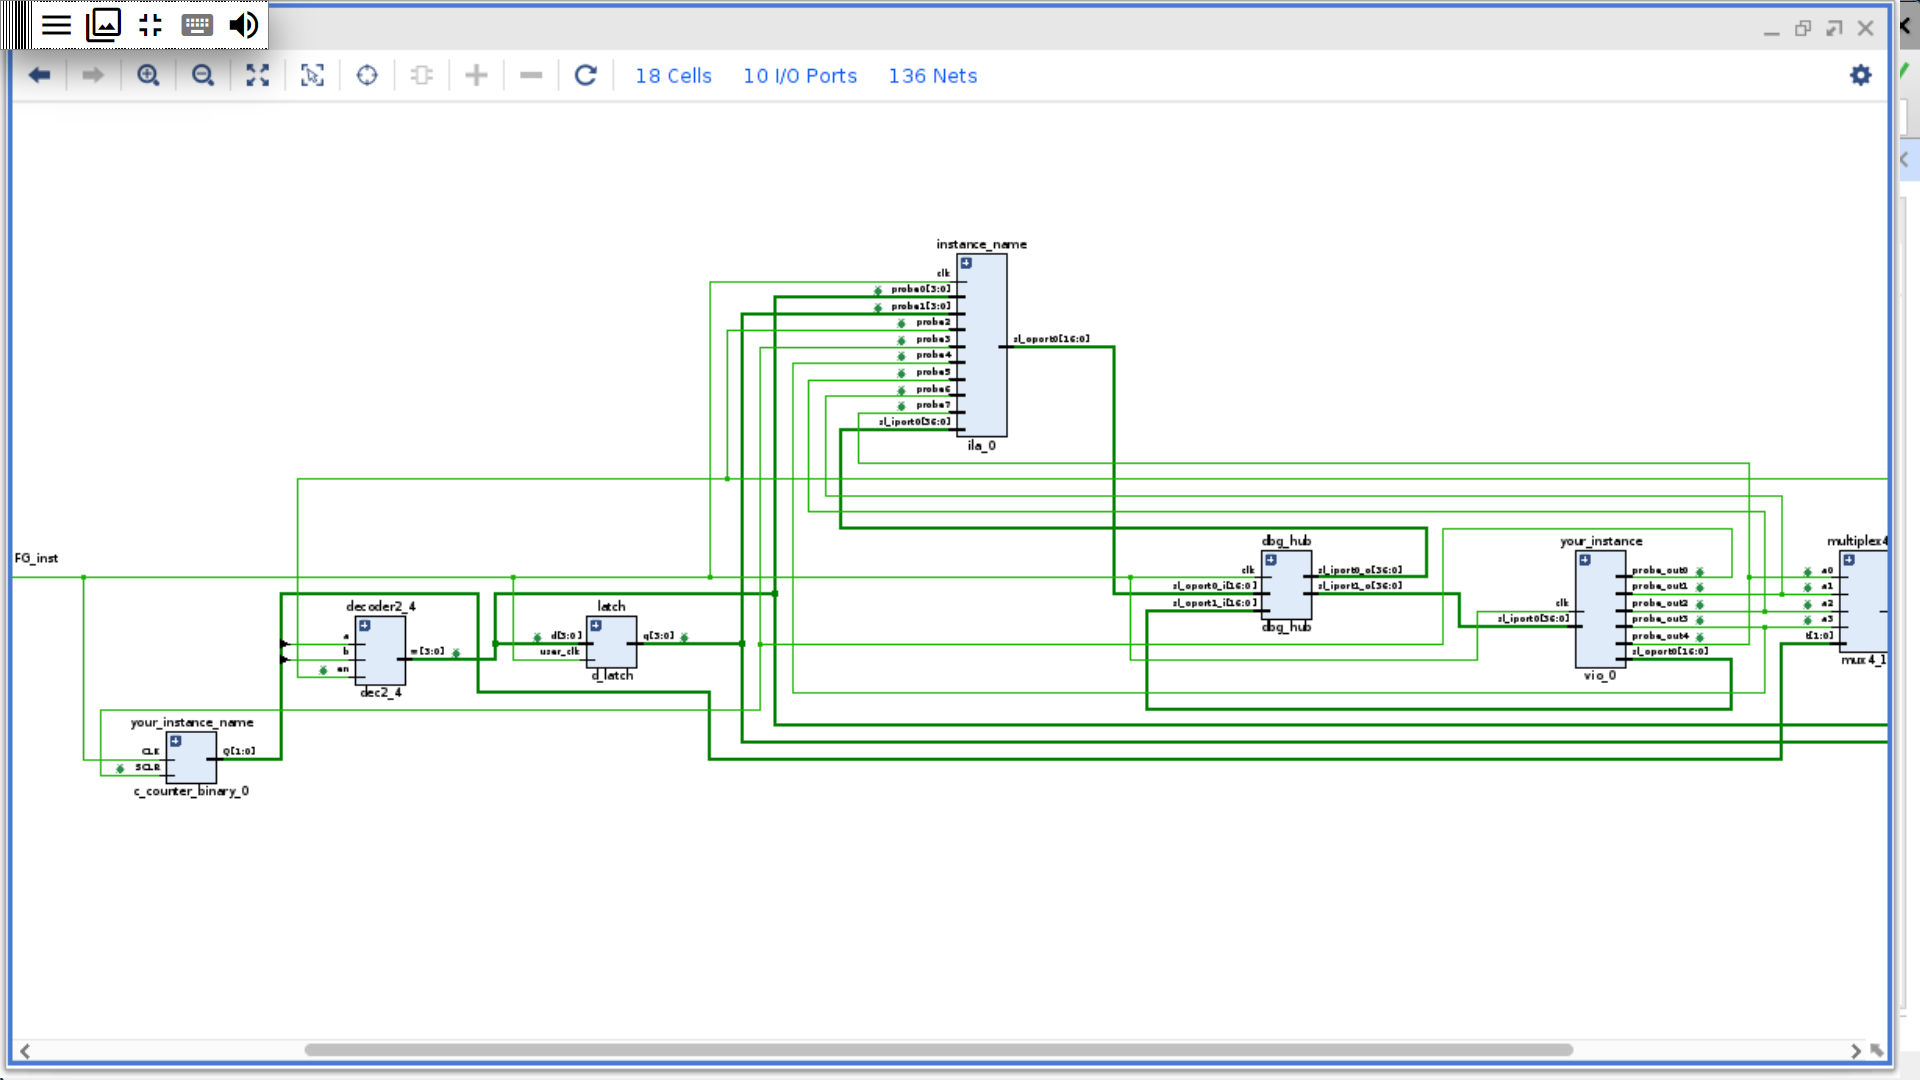 18 Cells 10 I/O Ports 136 Nets
instance_name
clk
probe0[3:0]
probe1[3:0]
probe2
probe3
probe4
probe5
probe6
probe7
sl_iport0[36:0]
sl_oport0[16:0]
ila_0
FG_inst
your_instance_name
CLK
SCLR
Q[1:0]
c_counter_binary_0
decoder2_4
a
b
en
m[3:0]
dec2_4
latch
d[3:0]
user_clk
q[3:0]
d_latch
dbg_hub
clk
sl_oport0_i[16:0]
sl_oport1_i[16:0]
sl_iport0_o[36:0]
sl_iport1_o[36:0]
dbg_hub
your_instance
clk
sl_iport0[36:0]
probe_out0
probe_out1
probe_out2
probe_out3
probe_out4
sl_oport0[16:0]
vio_0
multiplex4
a0
a1
a2
a3
t[1:0]
mux4_1